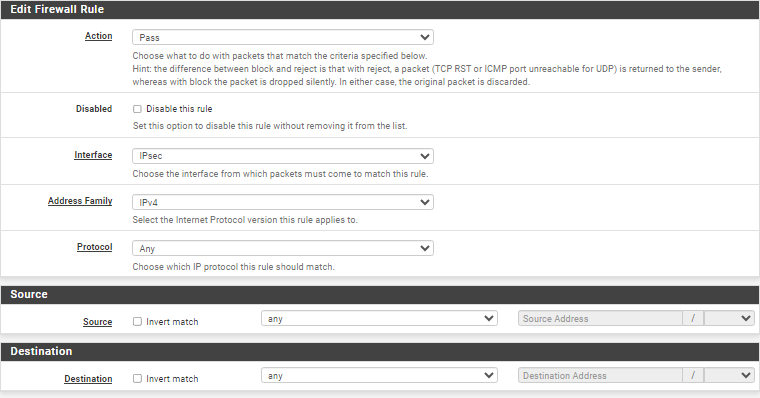 Edit Firewall Rule
Action
Pass
Choose what to do with packets that match the criteria specified below.
Hint: the difference between block and reject is that with reject, a packet (TCP RST or ICMP port unreachable for UDP) is returned to the sender,
whereas with block the packet is dropped silently. In either case, the original packet is discarded.
Disabled
Disable this rule
Set this option to disable this rule without removing it from the list.
Interface
IPsec
Choose the interface from which packets must come to match this rule.
Address Family
IPv4
Select the Internet Protocol version this rule applies to.
Protocol
Any
Choose which IP protocol this rule should match.
Source
Source
Invert match
any
Source Address
/
Destination
Destination
Invert match
any
Destination Address
/